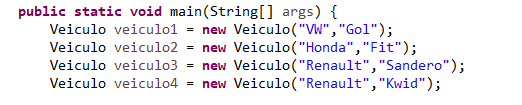 public static void main(String[] args) {
Veiculo veiculo1 = new Veiculo("VW","Gol");
Veiculo veiculo2 = new Veiculo("Honda","Fit");
Veiculo veiculo3 = new Veiculo("Renault","Sandero");
Veiculo veiculo4 = new Veiculo("Renault","Kwid");